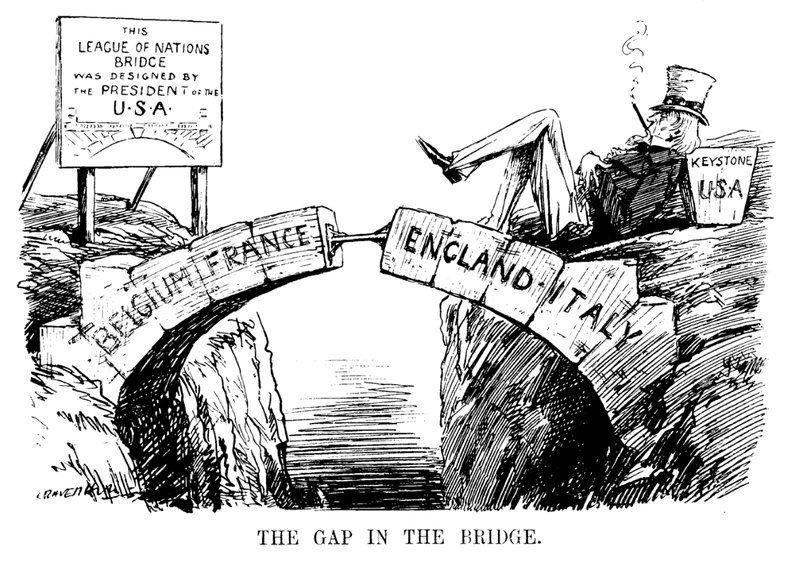 THIS
LEAGUE OF NATIONS
BRIDGE
WAS DESIGNED BY
THE PRESIDENT OF THE
U·S·A·
KEYSTONE
USA
BELGIUM
FRANCE
ENGLAND-ITALY
THE GAP IN THE BRIDGE.